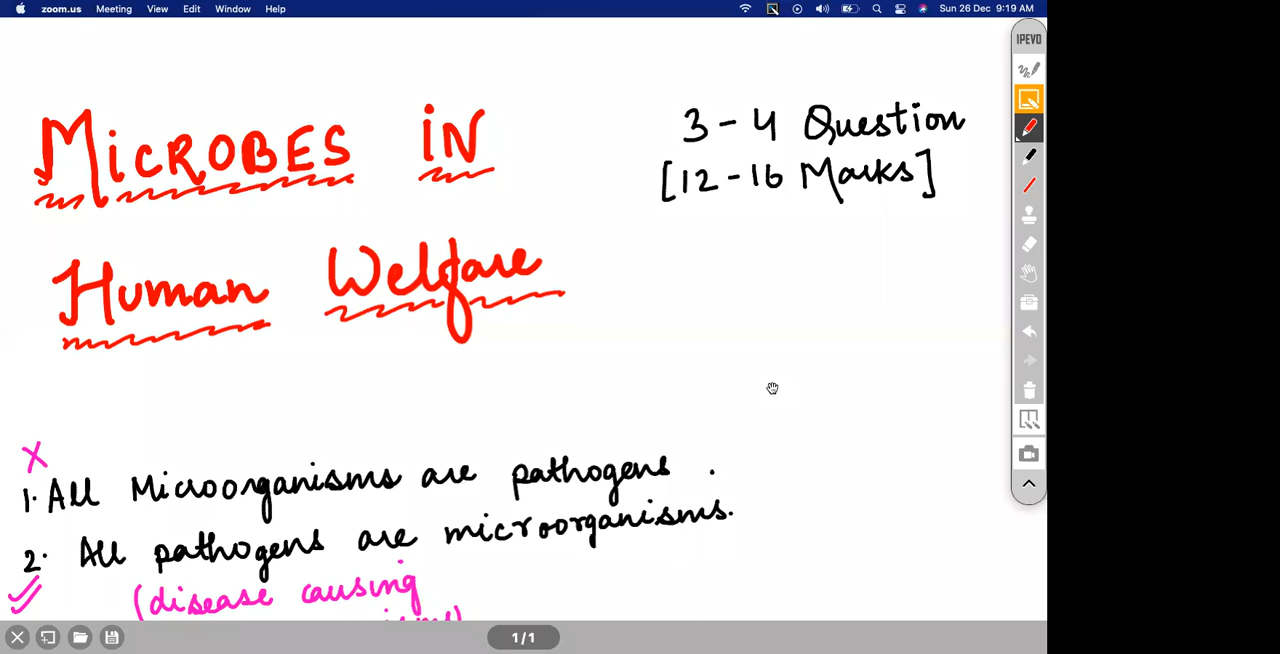 zoom.us Meeting View Edit Window Help Sun 26 Dec 9:19 AM
IPEVO
MICROBES IN
Human Welfare
3 - 4 Question
[12 - 16 Marks]
X
1. All Microorganisms are pathogens.
2. All pathogens are microorganisms.
(disease causing
1/1